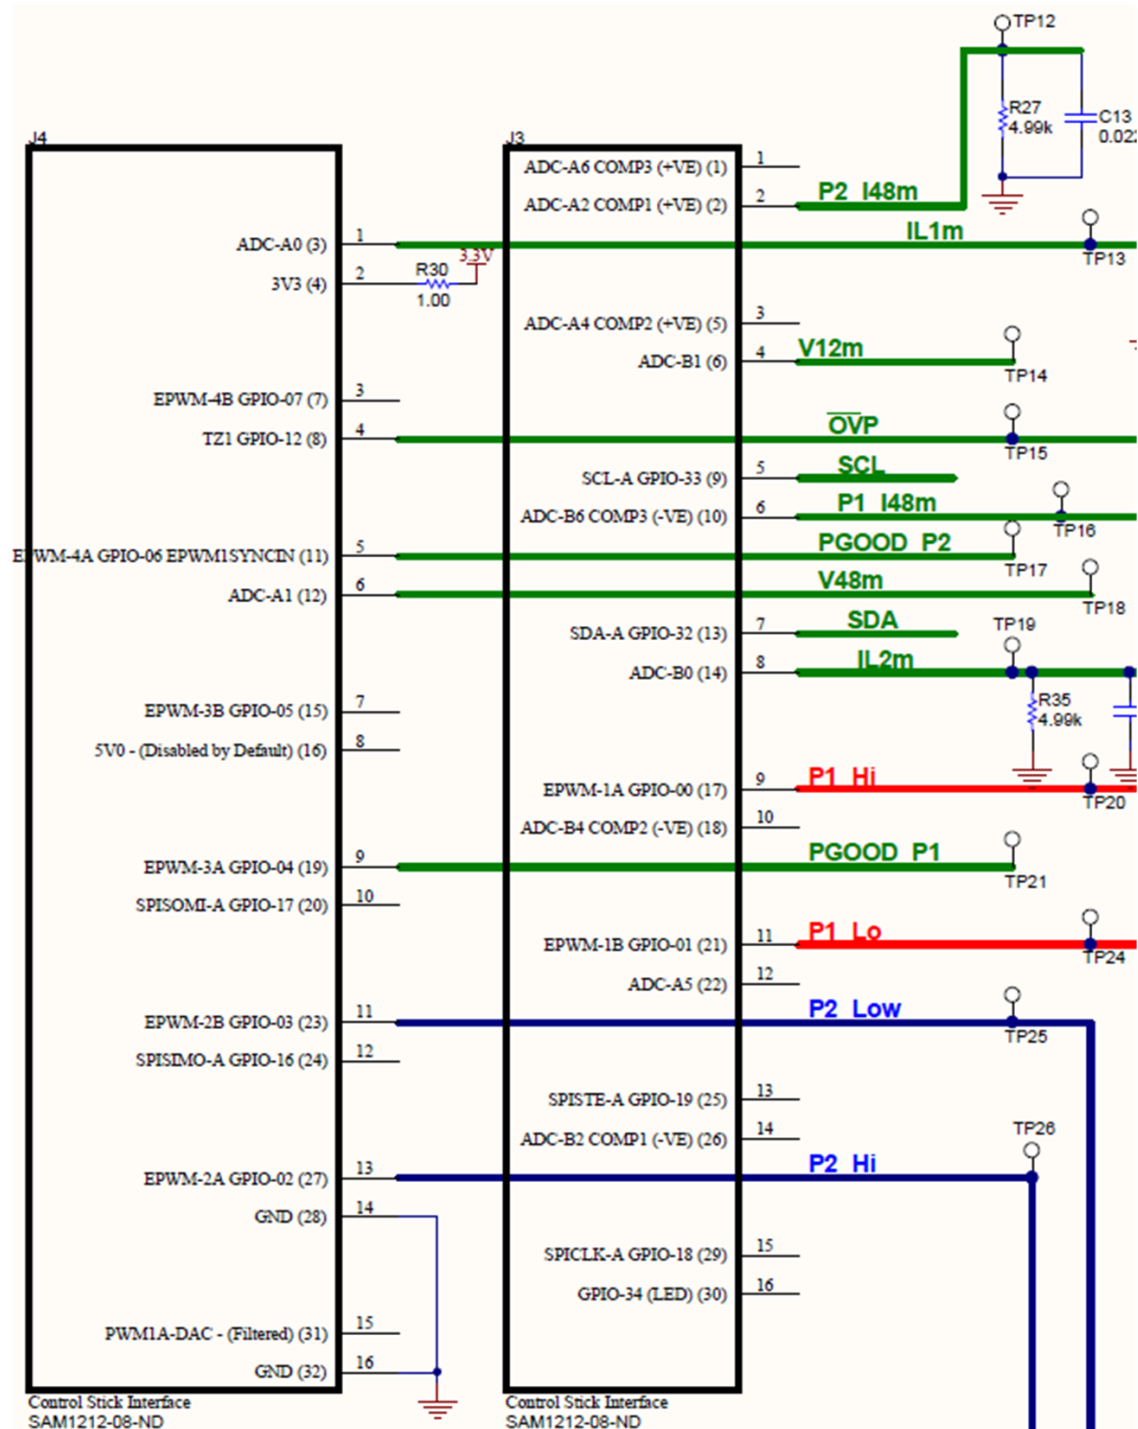 TP12
R27
4.99k
C13
0.022
J4
J3
ADC-A6 COMP3 (+VE) (1) 1
ADC-A2 COMP1 (+VE) (2) 2 P2_I48m
ADC-A0 (3) 1 IL1m TP13
3V3 (4) 2 R30 1.00 3.3V
ADC-A4 COMP2 (+VE) (5) 3
ADC-B1 (6) 4 V12m TP14
EPWM-4B GPIO-07 (7) 3
TZ1 GPIO-12 (8) 4 OVP TP15
SCL-A GPIO-33 (9) 5 SCL
ADC-B6 COMP3 (-VE) (10) 6 P1_I48m TP16
EPWM-4A GPIO-06 EPWM1SYNCIN (11) 5 PGOOD_P2 TP17
ADC-A1 (12) 6 V48m TP18
SDA-A GPIO-32 (13) 7 SDA
TP19
ADC-B0 (14) 8 IL2m
R35
4.99k
EPWM-3B GPIO-05 (15) 7
5V0 - (Disabled by Default) (16) 8
EPWM-1A GPIO-00 (17) 9 P1_Hi TP20
ADC-B4 COMP2 (-VE) (18) 10
EPWM-3A GPIO-04 (19) 9 PGOOD_P1 TP21
SPISOMI-A GPIO-17 (20) 10
EPWM-1B GPIO-01 (21) 11 P1_Lo TP24
ADC-A5 (22) 12
EPWM-2B GPIO-03 (23) 11 P2_Low TP25
SPISIMO-A GPIO-16 (24) 12
SPISTE-A GPIO-19 (25) 13
ADC-B2 COMP1 (-VE) (26) 14
TP26
EPWM-2A GPIO-02 (27) 13 P2_Hi
GND (28) 14
SPICLK-A GPIO-18 (29) 15
GPIO-34 (LED) (30) 16
PWM1A-DAC - (Filtered) (31) 15
GND (32) 16
Control Stick Interface
SAM1212-08-ND
Control Stick Interface
SAM1212-08-ND